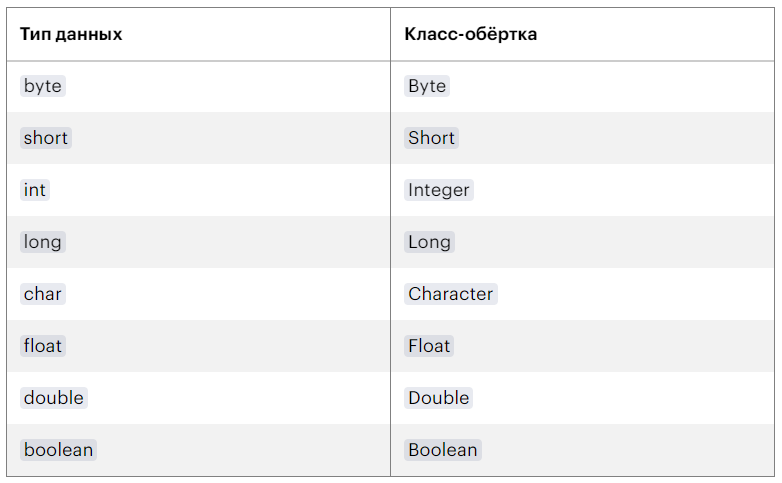 Тип данных Класс-обёртка
byte Byte
short Short
int Integer
long Long
char Character
float Float
double Double
boolean Boolean